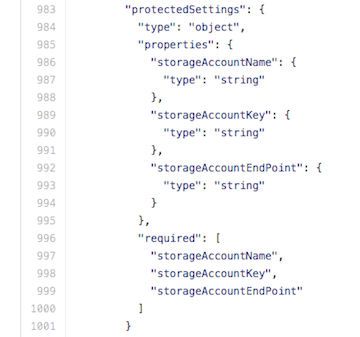 983 "protectedSettings": {
984 "type": "object",
985 "properties": {
986 "storageAccountName": {
987 "type": "string"
988 },
989 "storageAccountKey": {
990 "type": "string"
991 },
992 "storageAccountEndPoint": {
993 "type": "string"
994 }
995 },
996 "required": [
997 "storageAccountName",
998 "storageAccountKey",
999 "storageAccountEndPoint"
1000 ]
1001 }